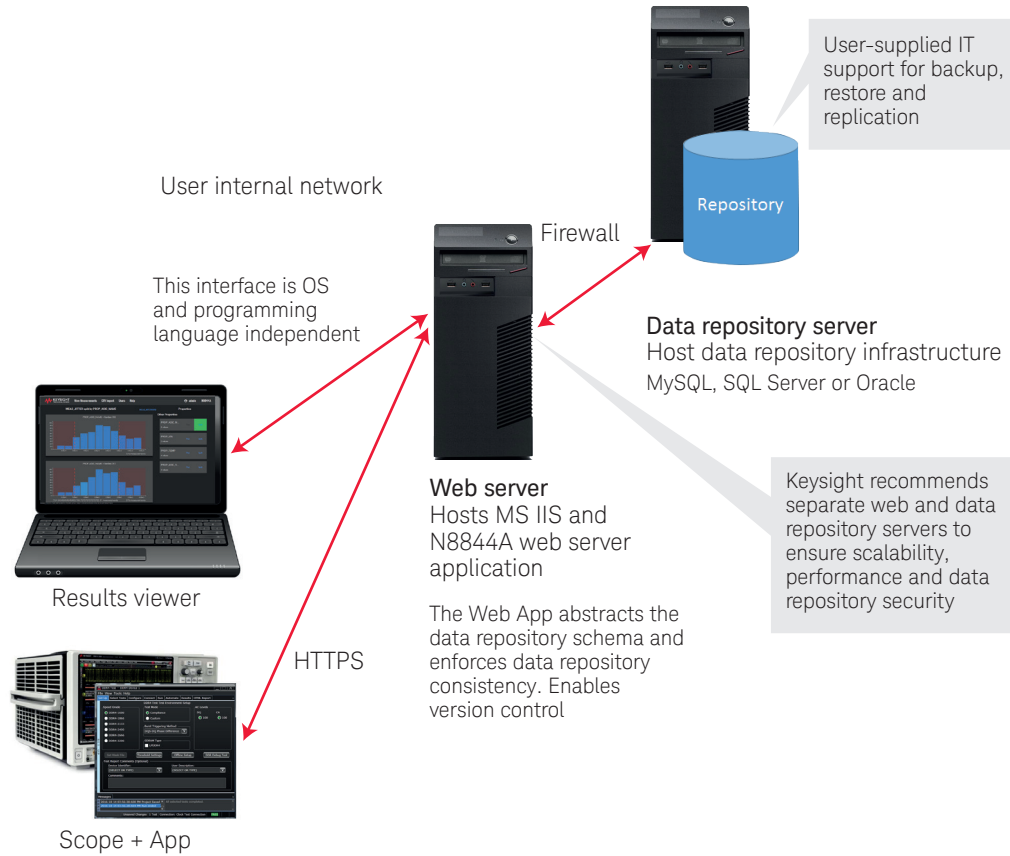 User-supplied IT
support for backup,
restore and
replication
Repository
User internal network
Firewall
This interface is OS
and programming
language independent
Data repository server
Host data repository infrastructure
MySQL, SQL Server or Oracle
Web server
Hosts MS IIS and
N8844A web server
application
The Web App abstracts the
data repository schema and
enforces data repository
consistency. Enables
version control
Keysight recommends
separate web and data
repository servers to
ensure scalability,
performance and data
repository security
Results viewer
HTTPS
Scope + App